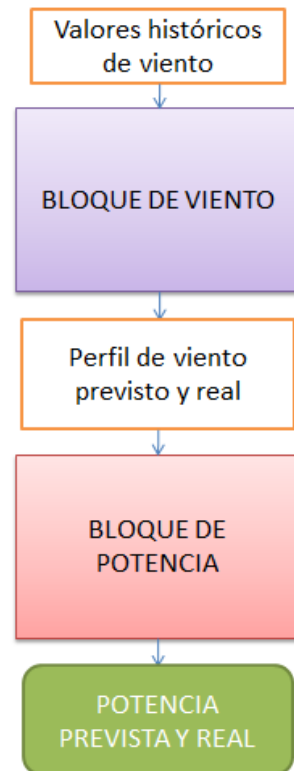 Valores históricos
de viento
BLOQUE DE VIENTO
Perfil de viento
previsto y real
BLOQUE DE
POTENCIA
POTENCIA
PREVISTA Y REAL